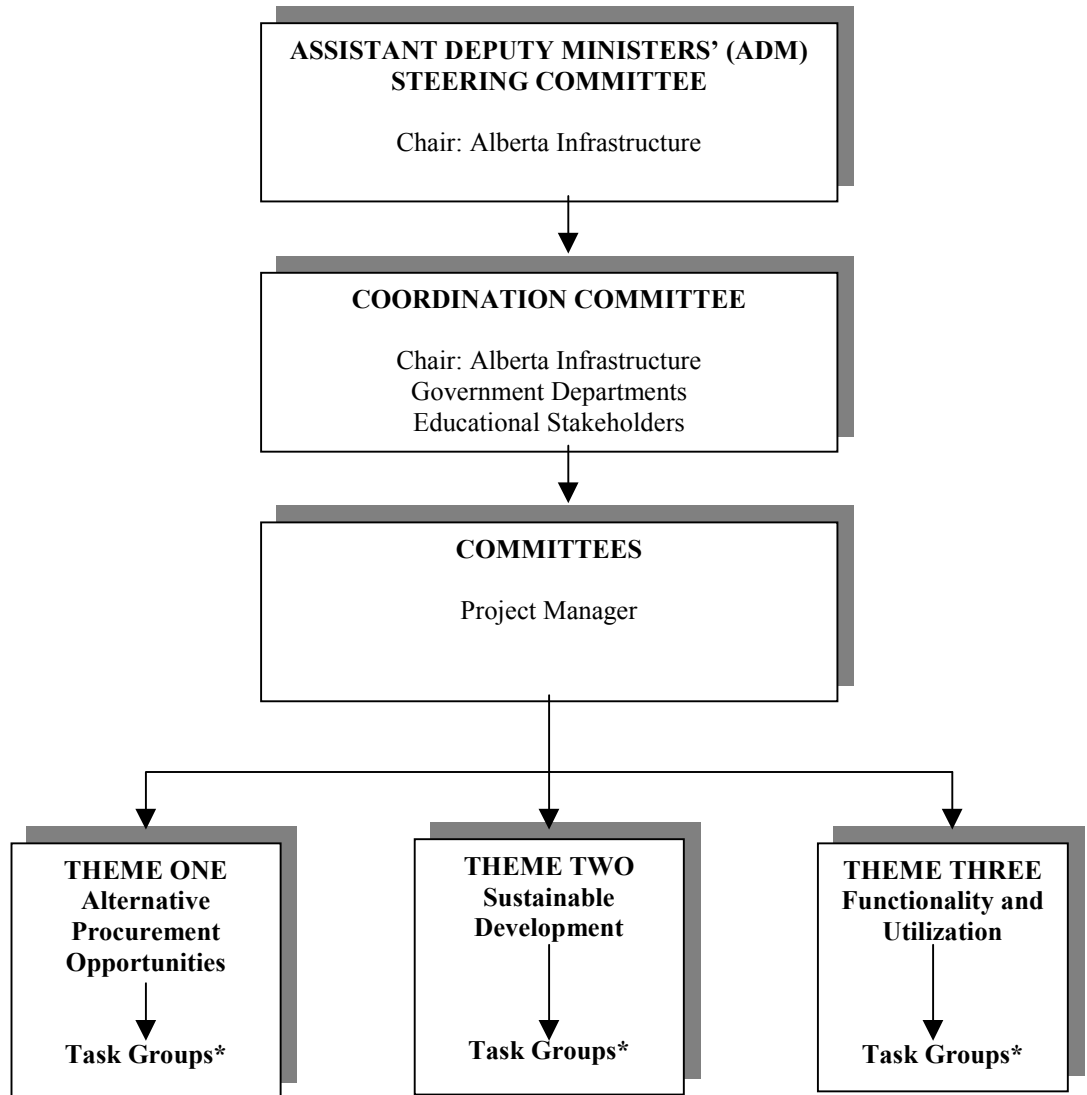 ASSISTANT DEPUTY MINISTERS’ (ADM)
STEERING COMMITTEE
Chair: Alberta Infrastructure
COORDINATION COMMITTEE
Chair: Alberta Infrastructure
Government Departments
Educational Stakeholders
COMMITTEES
Project Manager
THEME ONE
Alternative
Procurement
Opportunities
Task Groups*
THEME TWO
Sustainable
Development
Task Groups*
THEME THREE
Functionality and
Utilization
Task Groups*